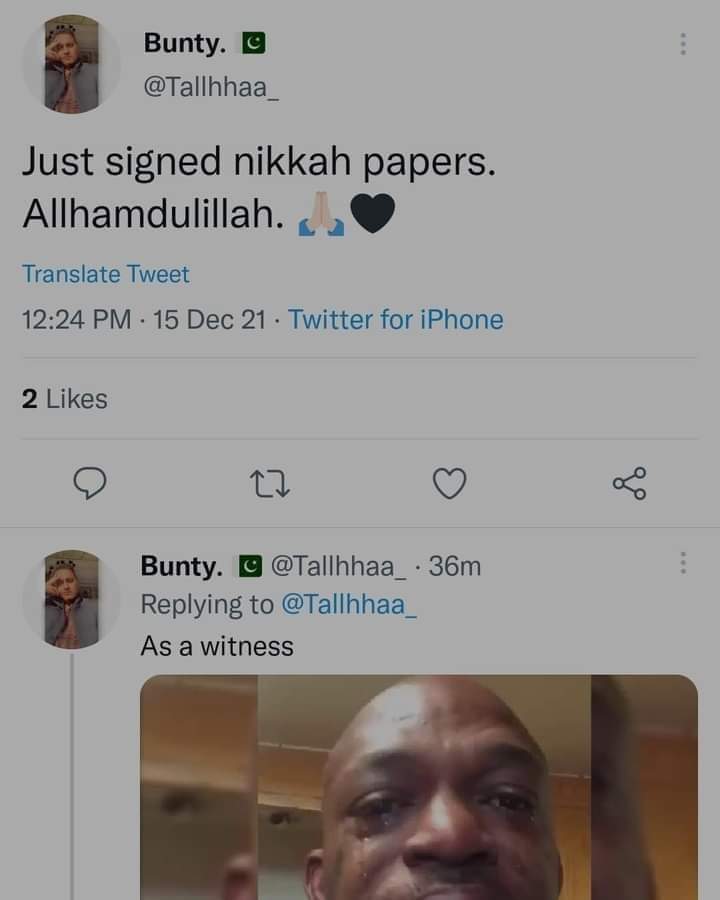 Bunty. 🇵🇰
@Tallhhaa_
Just signed nikkah papers.
Allhamdulillah. 🙏🏻🖤
Translate Tweet
12:24 PM · 15 Dec 21 · Twitter for iPhone
2 Likes
Bunty. 🇵🇰 @Tallhhaa_ · 36m
Replying to @Tallhhaa_
As a witness